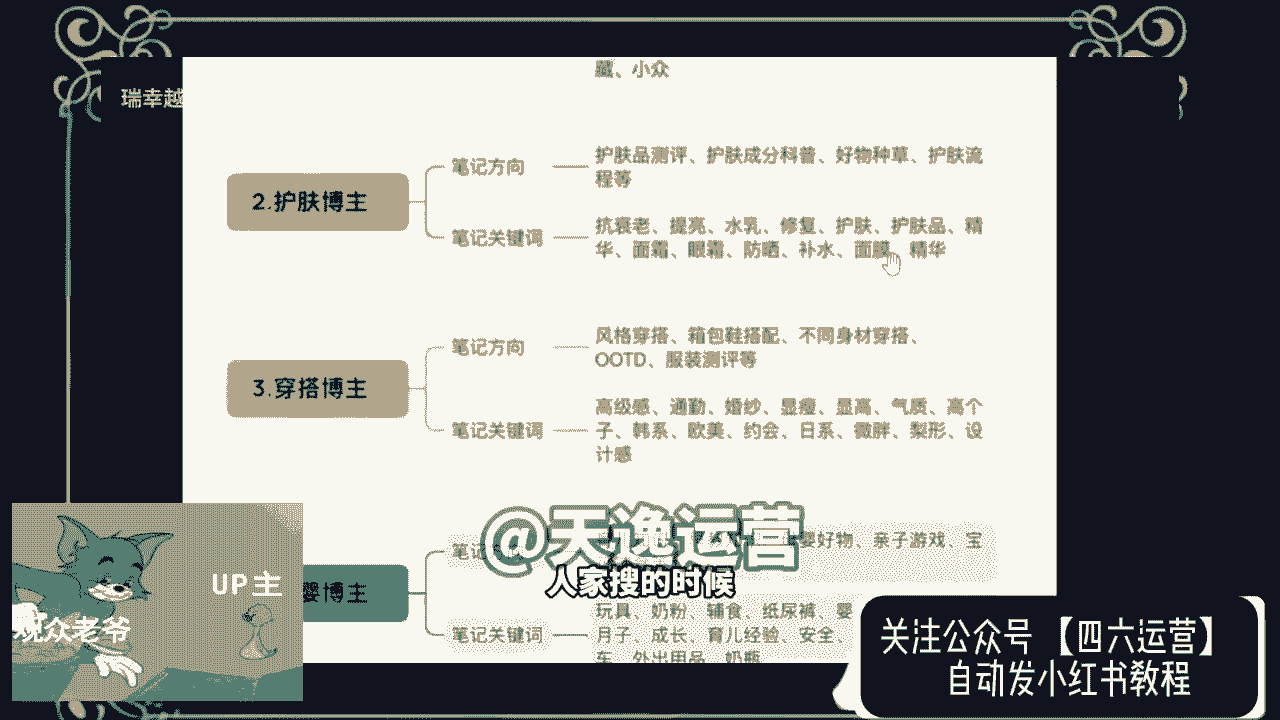 藏、小众
瑞幸越
2.护肤博主
笔记方向
护肤品测评、护肤成分科普、好物种草、护肤流
程等
笔记关键词
抗衰老、提亮、水乳、修复、护肤、护肤品、精
华、面霜、眼霜、防晒、补水、面膜、精华
3.穿搭博主
笔记方向
风格穿搭、箱包鞋搭配、不同身材穿搭、
OOTD、服装测评等
笔记关键词
高级感、通勤、婚纱、显瘦、显高、气质、高个
子、韩系、欧美、约会、日系、微胖、梨形、设
计感
婴博主
婴好物、亲子游戏、宝
笔记关键词
玩具、奶粉、辅食、纸尿裤、婴
月子、成长、育儿经验、安全
车、外出用品、奶瓶
@天逸运营
人家搜的时候
UP主
观众老爷
关注公众号【四六运营】
自动发小红书教程